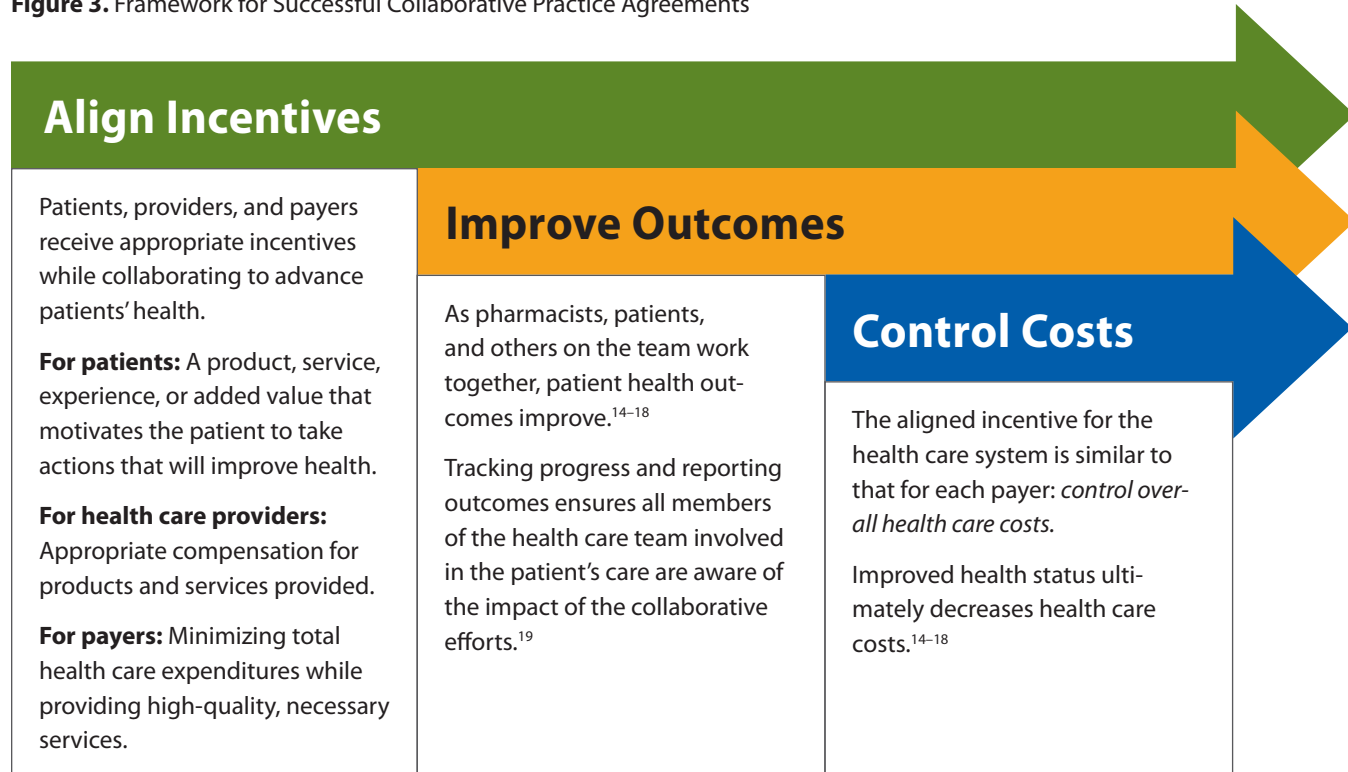 Figure 3. Framework for Successful Collaborative Practice Agreements
Align Incentives
Patients, providers, and payers
receive appropriate incentives
while collaborating to advance
patients’ health.
For patients: A product, service,
experience, or added value that
motivates the patient to take
actions that will improve health.
For health care providers:
Appropriate compensation for
products and services provided.
For payers: Minimizing total
health care expenditures while
providing high-quality, necessary
services.
Improve Outcomes
As pharmacists, patients,
and others on the team work
together, patient health out-
comes improve.14–18
Tracking progress and reporting
outcomes ensures all members
of the health care team involved
in the patient’s care are aware of
the impact of the collaborative
efforts.19
Control Costs
The aligned incentive for the
health care system is similar to
that for each payer: control over-
all health care costs.
Improved health status ulti-
mately decreases health care
costs.14–18